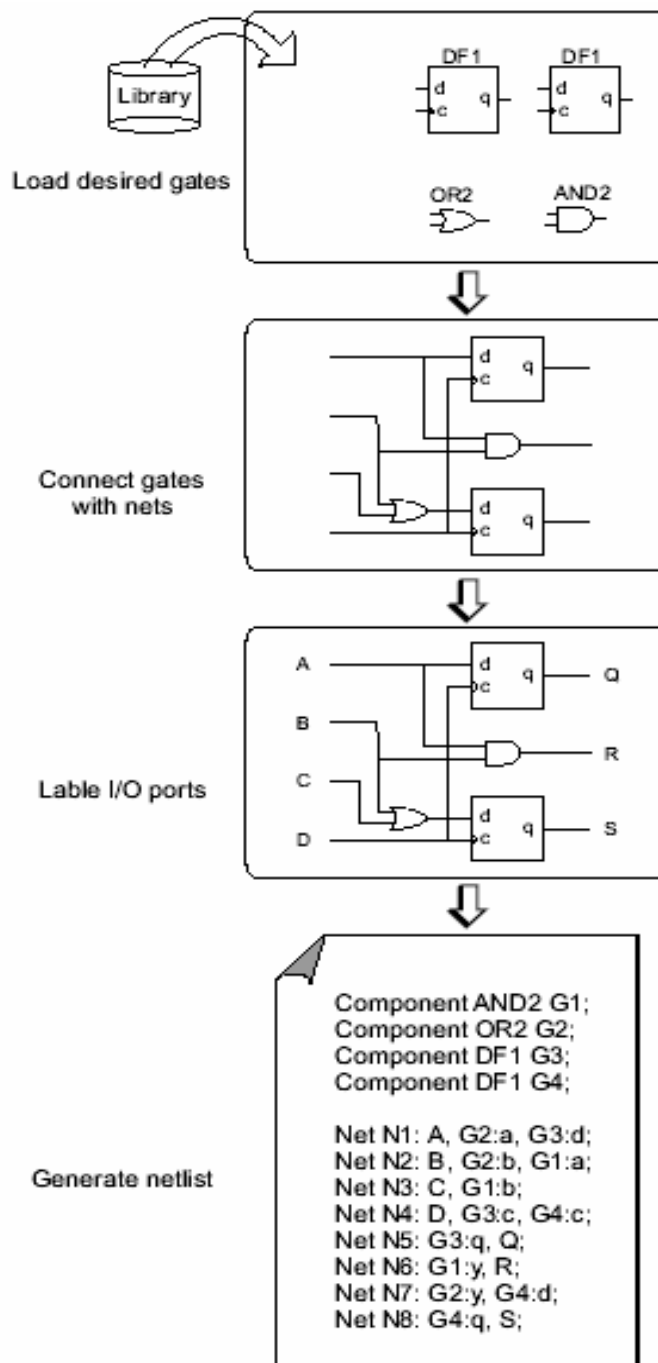 Library
Load desired gates
DF1 DF1
d q c
d q c
OR2 AND2
Connect gates
with nets
d q c
d q c
Lable I/O ports
A d q Q
c
B
R
C
d q S
D c
Generate netlist
Component AND2 G1;
Component OR2 G2;
Component DF1 G3;
Component DF1 G4;
Net N1: A, G2:a, G3:d;
Net N2: B, G2:b, G1:a;
Net N3: C, G1:b;
Net N4: D, G3:c, G4:c;
Net N5: G3:q, Q;
Net N6: G1:y, R;
Net N7: G2:y, G4:d;
Net N8: G4:q, S;